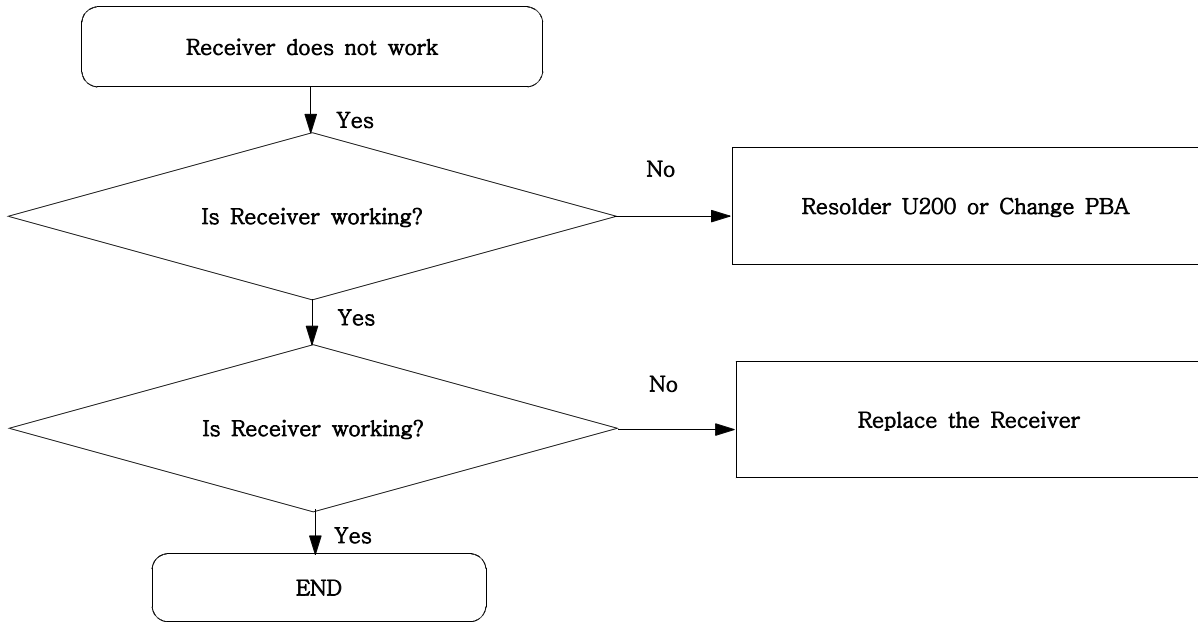 Receiver does not work
Yes
Is Receiver working?
No
Resolder U200 or Change PBA
Yes
Is Receiver working?
No
Replace the Receiver
Yes
END